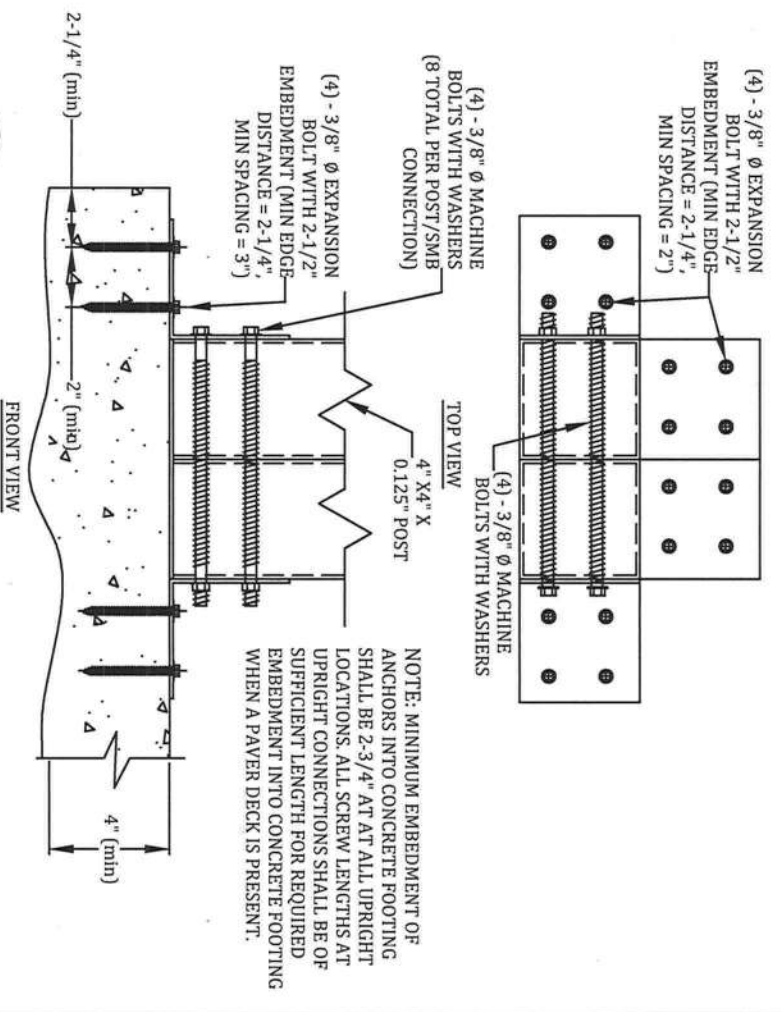 (4) - 3/8" Ø EXPANSION
BOLT WITH 2-1/2"
EMBEDMENT (MIN EDGE
DISTANCE = 2-1/4",
MIN SPACING = 2")
(4) - 3/8" Ø MACHINE
BOLTS WITH WASHERS
TOP VIEW
(4) - 3/8" Ø MACHINE
BOLTS WITH WASHERS
(8 TOTAL PER POST/SMB
CONNECTION)
4" X4" X
0.125" POST
(4) - 3/8" Ø EXPANSION
BOLT WITH 2-1/2"
EMBEDMENT (MIN EDGE
DISTANCE = 2-1/4",
MIN SPACING = 3")
2-1/4" (min)
2" (min)
4" (min)
FRONT VIEW
NOTE: MINIMUM EMBEDMENT OF
ANCHORS INTO CONCRETE FOOTING
SHALL BE 2-3/4" AT AT ALL UPRIGHT
LOCATIONS. ALL SCREW LENGTHS AT
UPRIGHT CONNECTIONS SHALL BE OF
SUFFICIENT LENGTH FOR REQUIRED
EMBEDMENT INTO CONCRETE FOOTING
WHEN A PAVER DECK IS PRESENT.